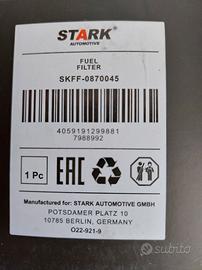 STARK
AUTOMOTIVE
FUEL
FILTER
SKFF-0870045
4059191299881
7988992
1 Pc
EAC
Manufactured for: STARK AUTOMOTIVE GMBH
POTSDAMER PLATZ 10
10785 BERLIN, GERMANY
O22-921-9
subito